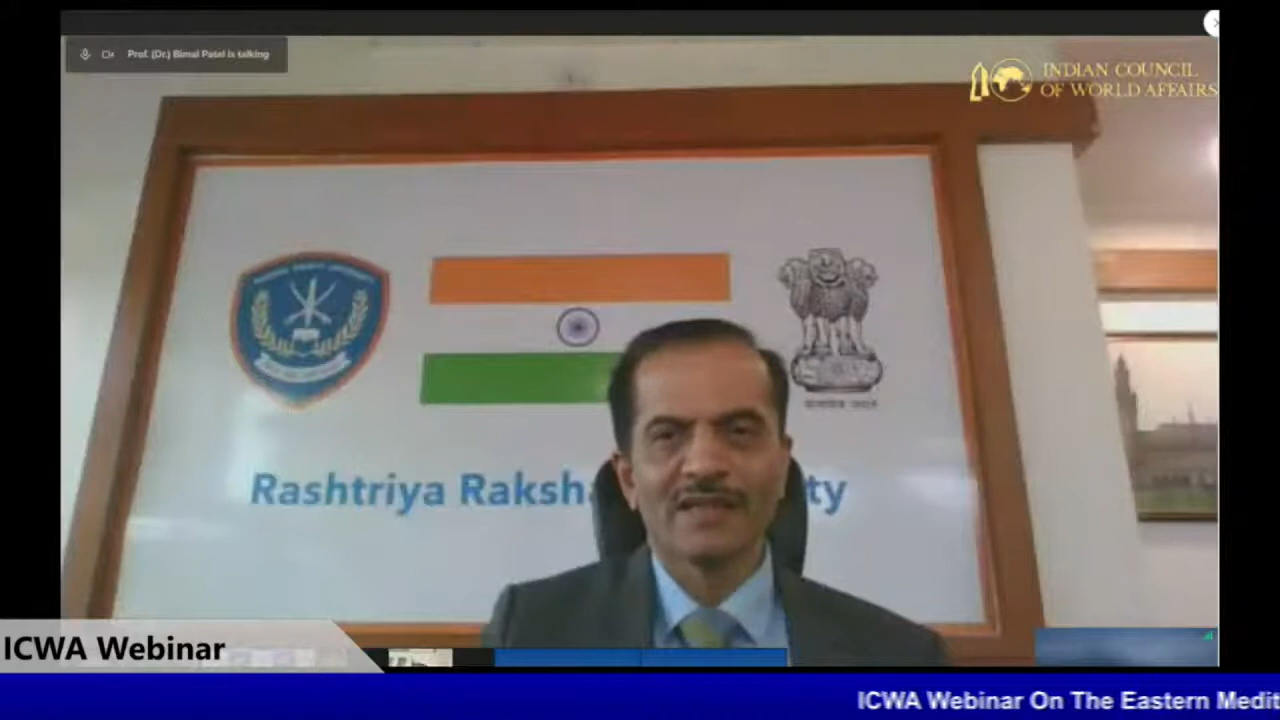 Prof. (Dr.) Bimal Patel is talking
INDIAN COUNCIL
OF WORLD AFFAIRS
Rashtriya Raksh
ty
ICWA Webinar
ICWA Webinar On The Eastern Medit